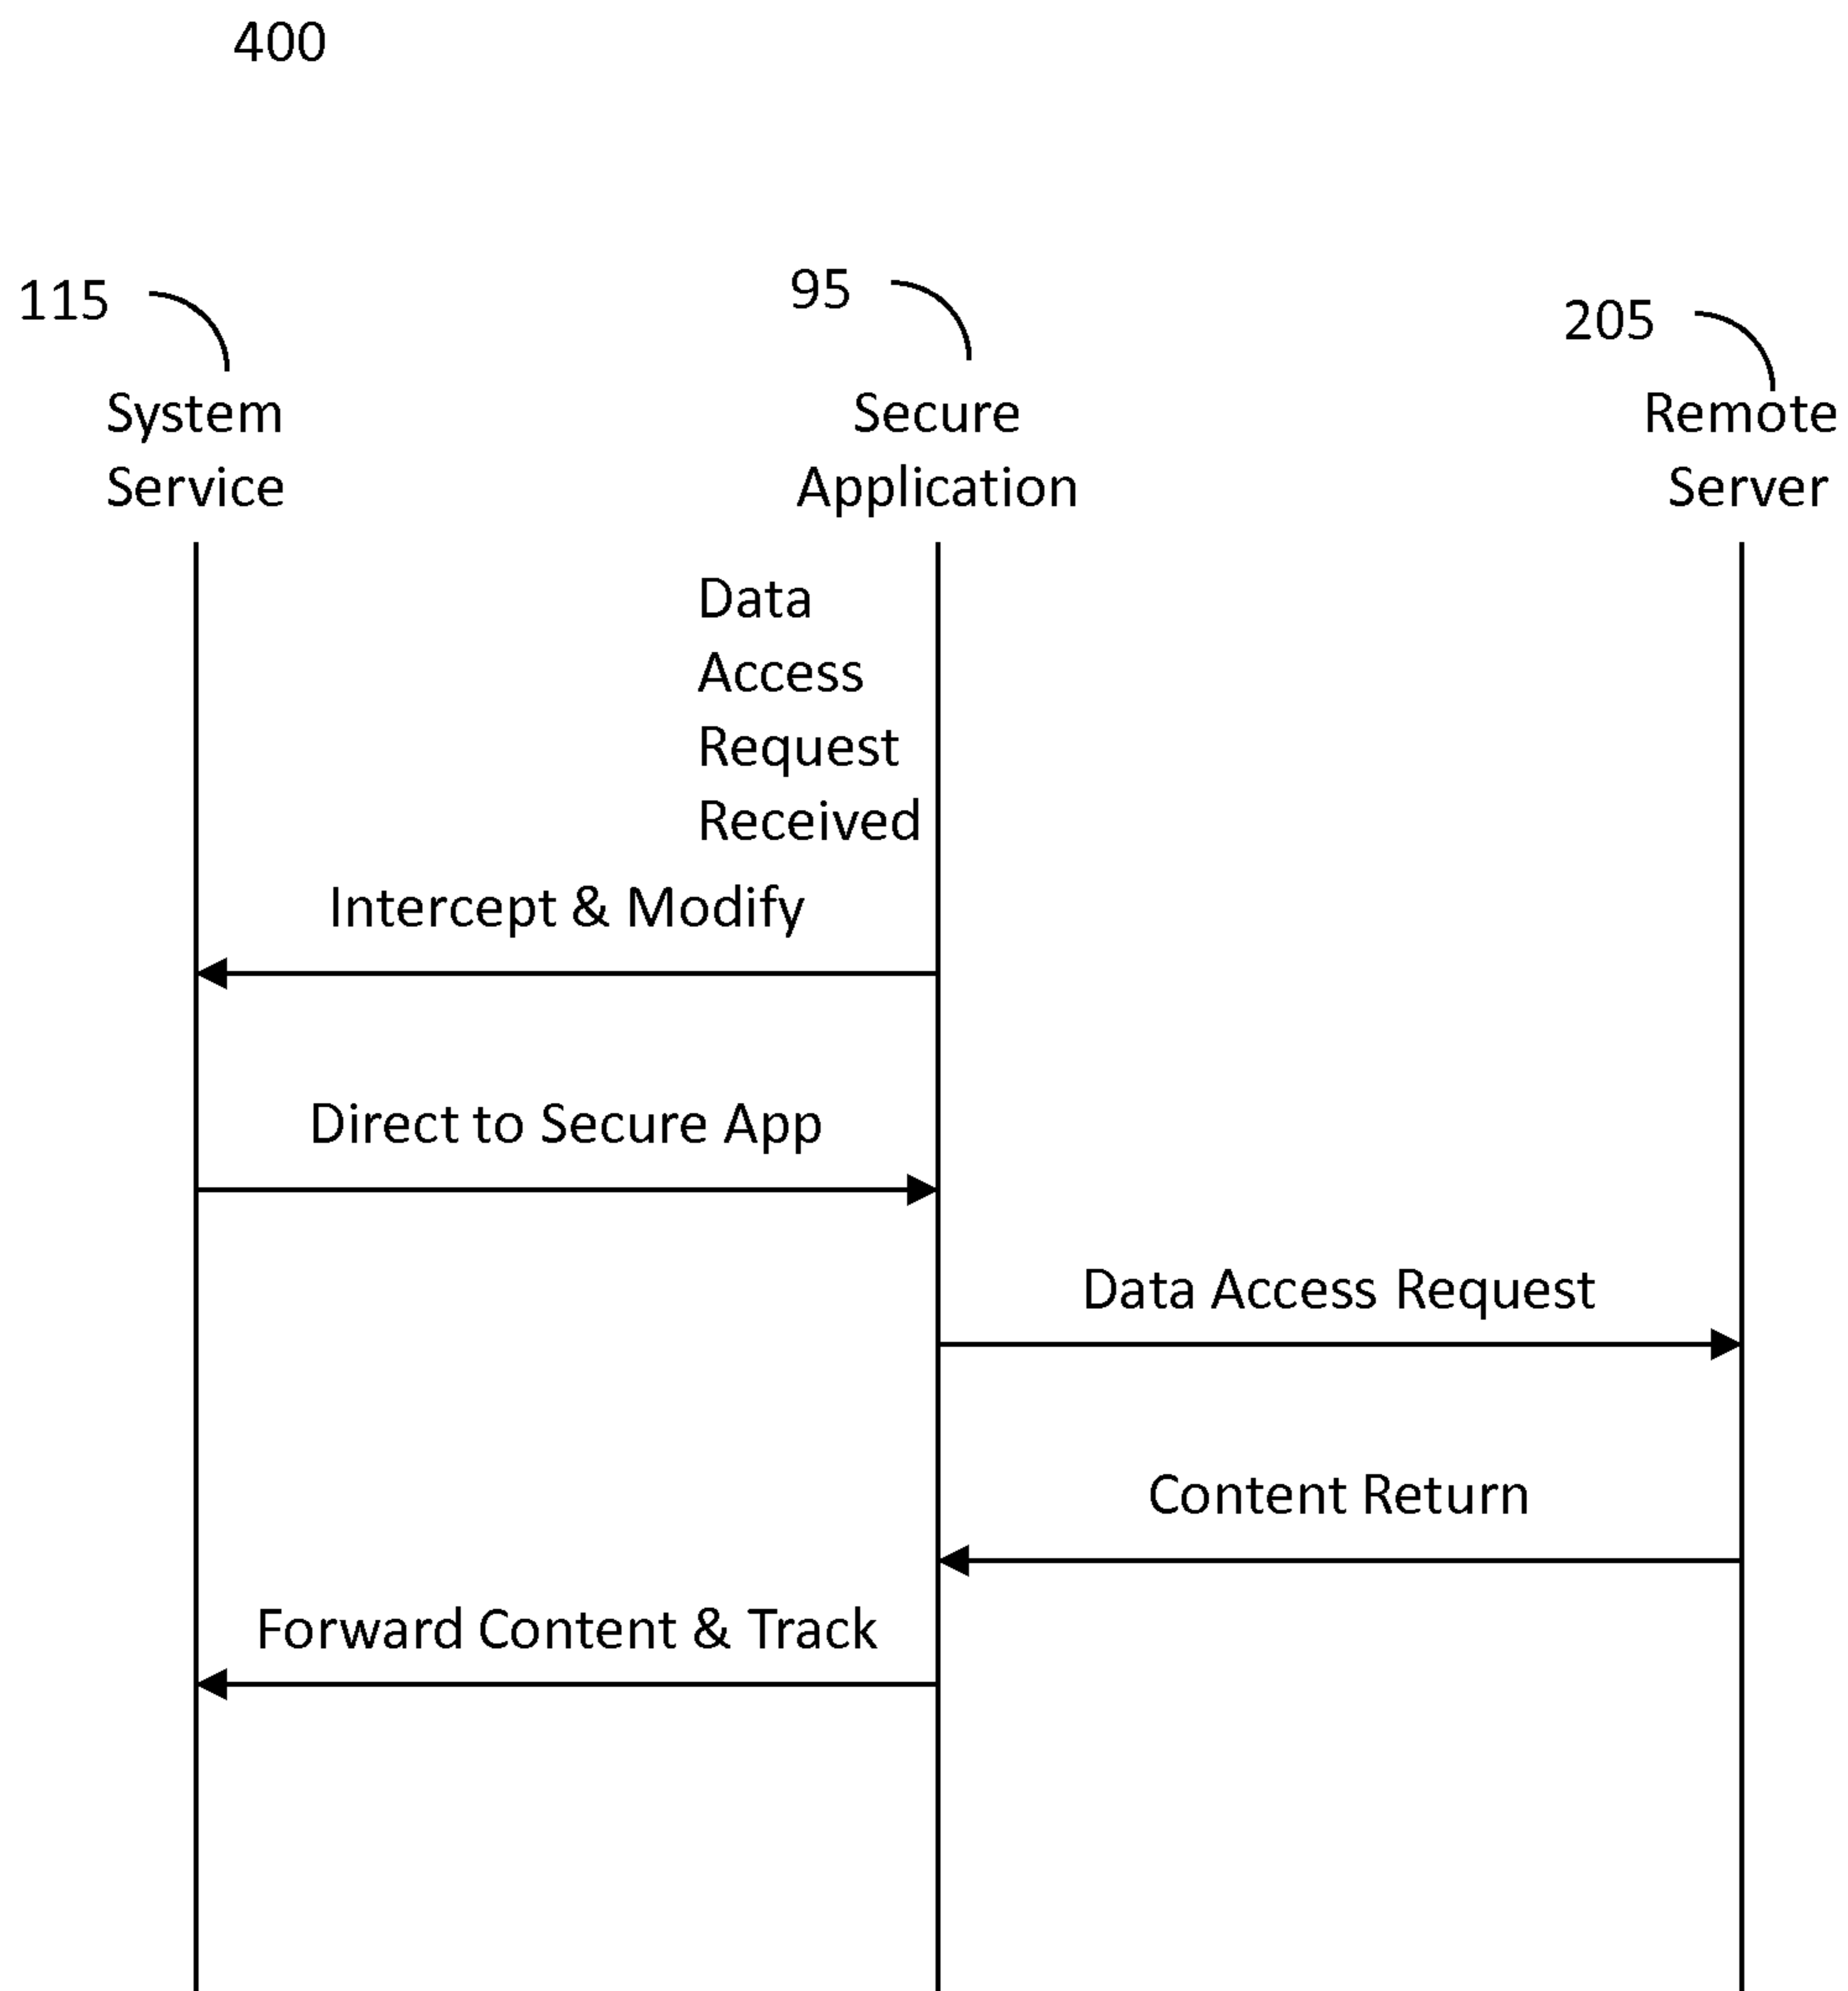 400
115
95
205
System
Service
Secure
Application
Remote
Server
Data
Access
Request
Received
Intercept & Modify
Direct to Secure App
Data Access Request
Content Return
Forward Content & Track